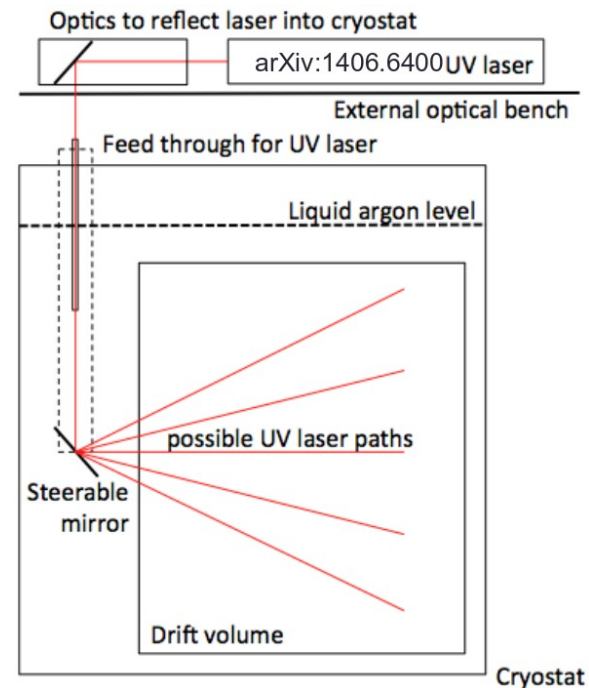 Optics to reflect laser into cryostat
arXiv:1406.6400 UV laser
External optical bench
Feed through for UV laser
Liquid argon level
possible UV laser paths
Steerable
mirror
Drift volume
Cryostat